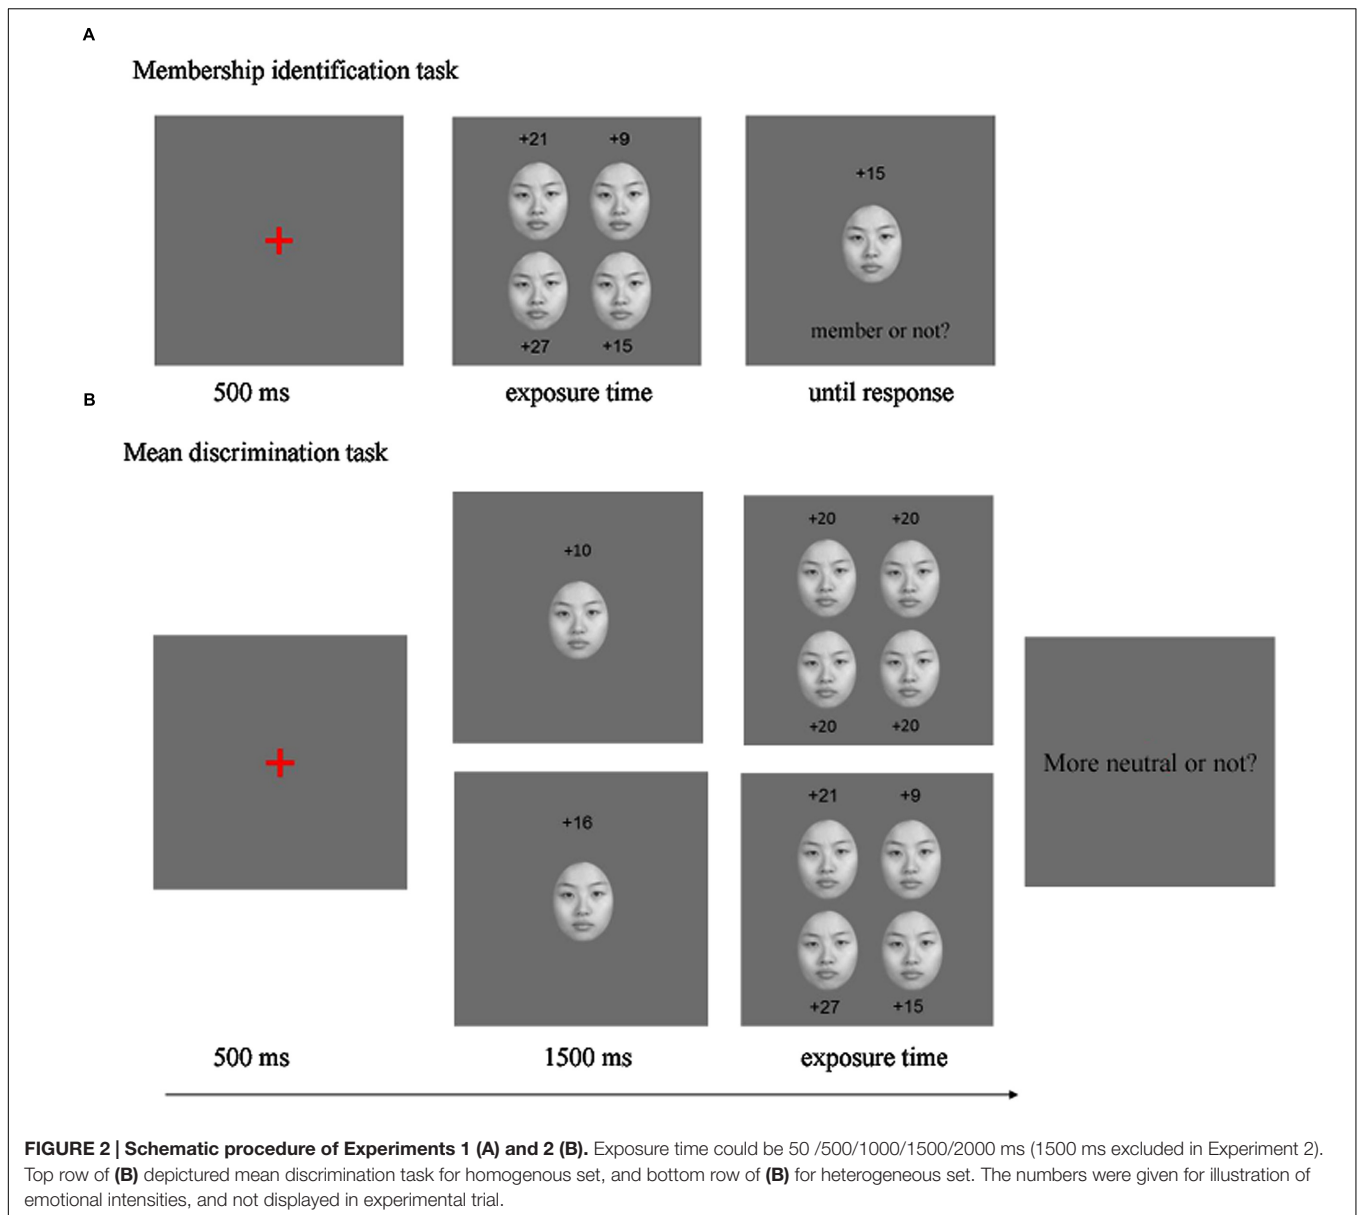 A
Membership identification task
+21 +9
+15
+27 +15
member or not?
500 ms exposure time until response
B
Mean discrimination task
+10
+20 +20
+20 +20
More neutral or not?
+16
+21 +9
+27 +15
500 ms 1500 ms exposure time
FIGURE 2 | Schematic procedure of Experiments 1 (A) and 2 (B). Exposure time could be 50 /500/1000/1500/2000 ms (1500 ms excluded in Experiment 2).
Top row of (B) depictured mean discrimination task for homogenous set, and bottom row of (B) for heterogeneous set. The numbers were given for illustration of
emotional intensities, and not displayed in experimental trial.